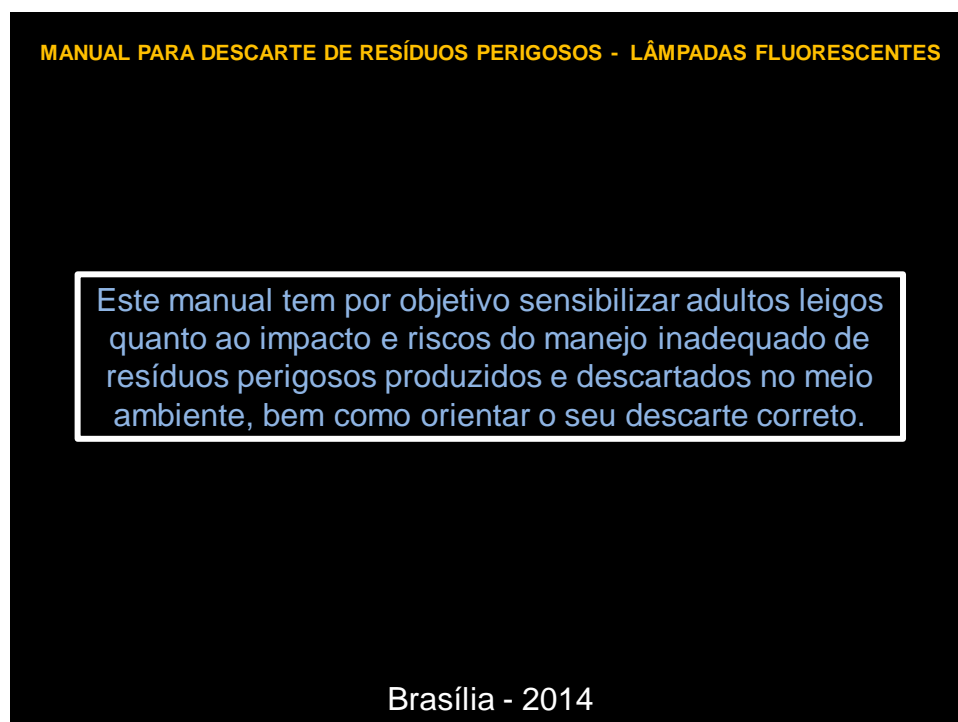 MANUAL PARA DESCARTE DE RESÍDUOS PERIGOSOS - LÂMPADAS FLUORESCENTES
Este manual tem por objetivo sensibilizar adultos leigos
quanto ao impacto e riscos do manejo inadequado de
resíduos perigosos produzidos e descartados no meio
ambiente, bem como orientar o seu descarte correto.
Brasília - 2014